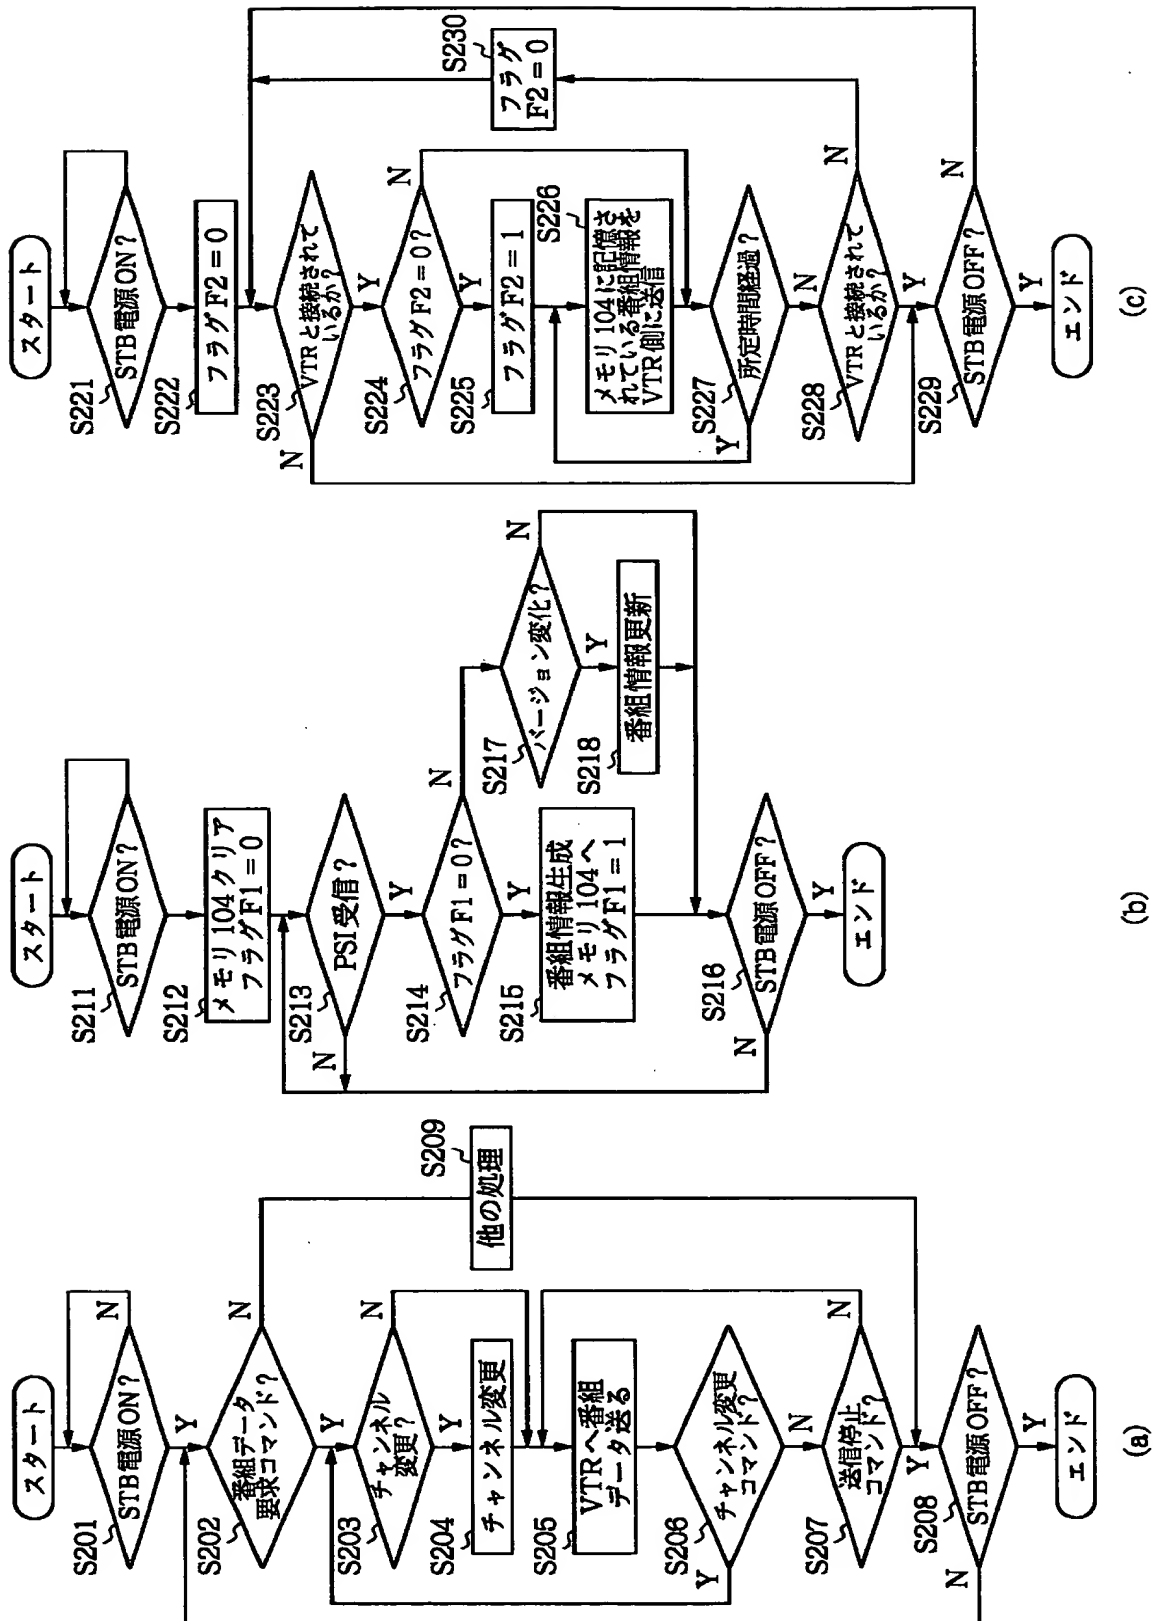 スタート
S201
STB電源ON?
N
Y
S202
番組データ
要求コマンド?
N
Y
S209
他の処理
S203
チャンネル
変更?
N
Y
S204
チャンネル変更
S205
VTRへ番組
データ送る
S206
チャンネル変更
コマンド?
Y
N
S207
送信停止
コマンド?
N
Y
S208
STB電源OFF?
N
Y
エンド
(a)
スタート
S211
STB電源ON?
S212
メモリ104クリア
フラグF1=0
S213
PSI受信?
N
Y
S214
フラグF1=0?
N
Y
S215
番組情報生成
メモリ104へ
フラグF1=1
S217
バージョン変化?
N
Y
S218
番組情報更新
S216
STB電源OFF?
N
Y
エンド
(b)
スタート
S221
STB電源ON?
S222
フラグF2=0
S223
VTRと接続されて
いるか?
N
Y
S224
フラグF2=0?
N
Y
S225
フラグF2=1
S226
メモリ104に記憶さ
れている番組情報を
VTR側に送信
S227
所定時間経過?
Y
N
S228
VTRと接続されて
いるか?
N
Y
S230
フラグ
F2=0
S229
STB電源OFF?
N
Y
エンド
(c)